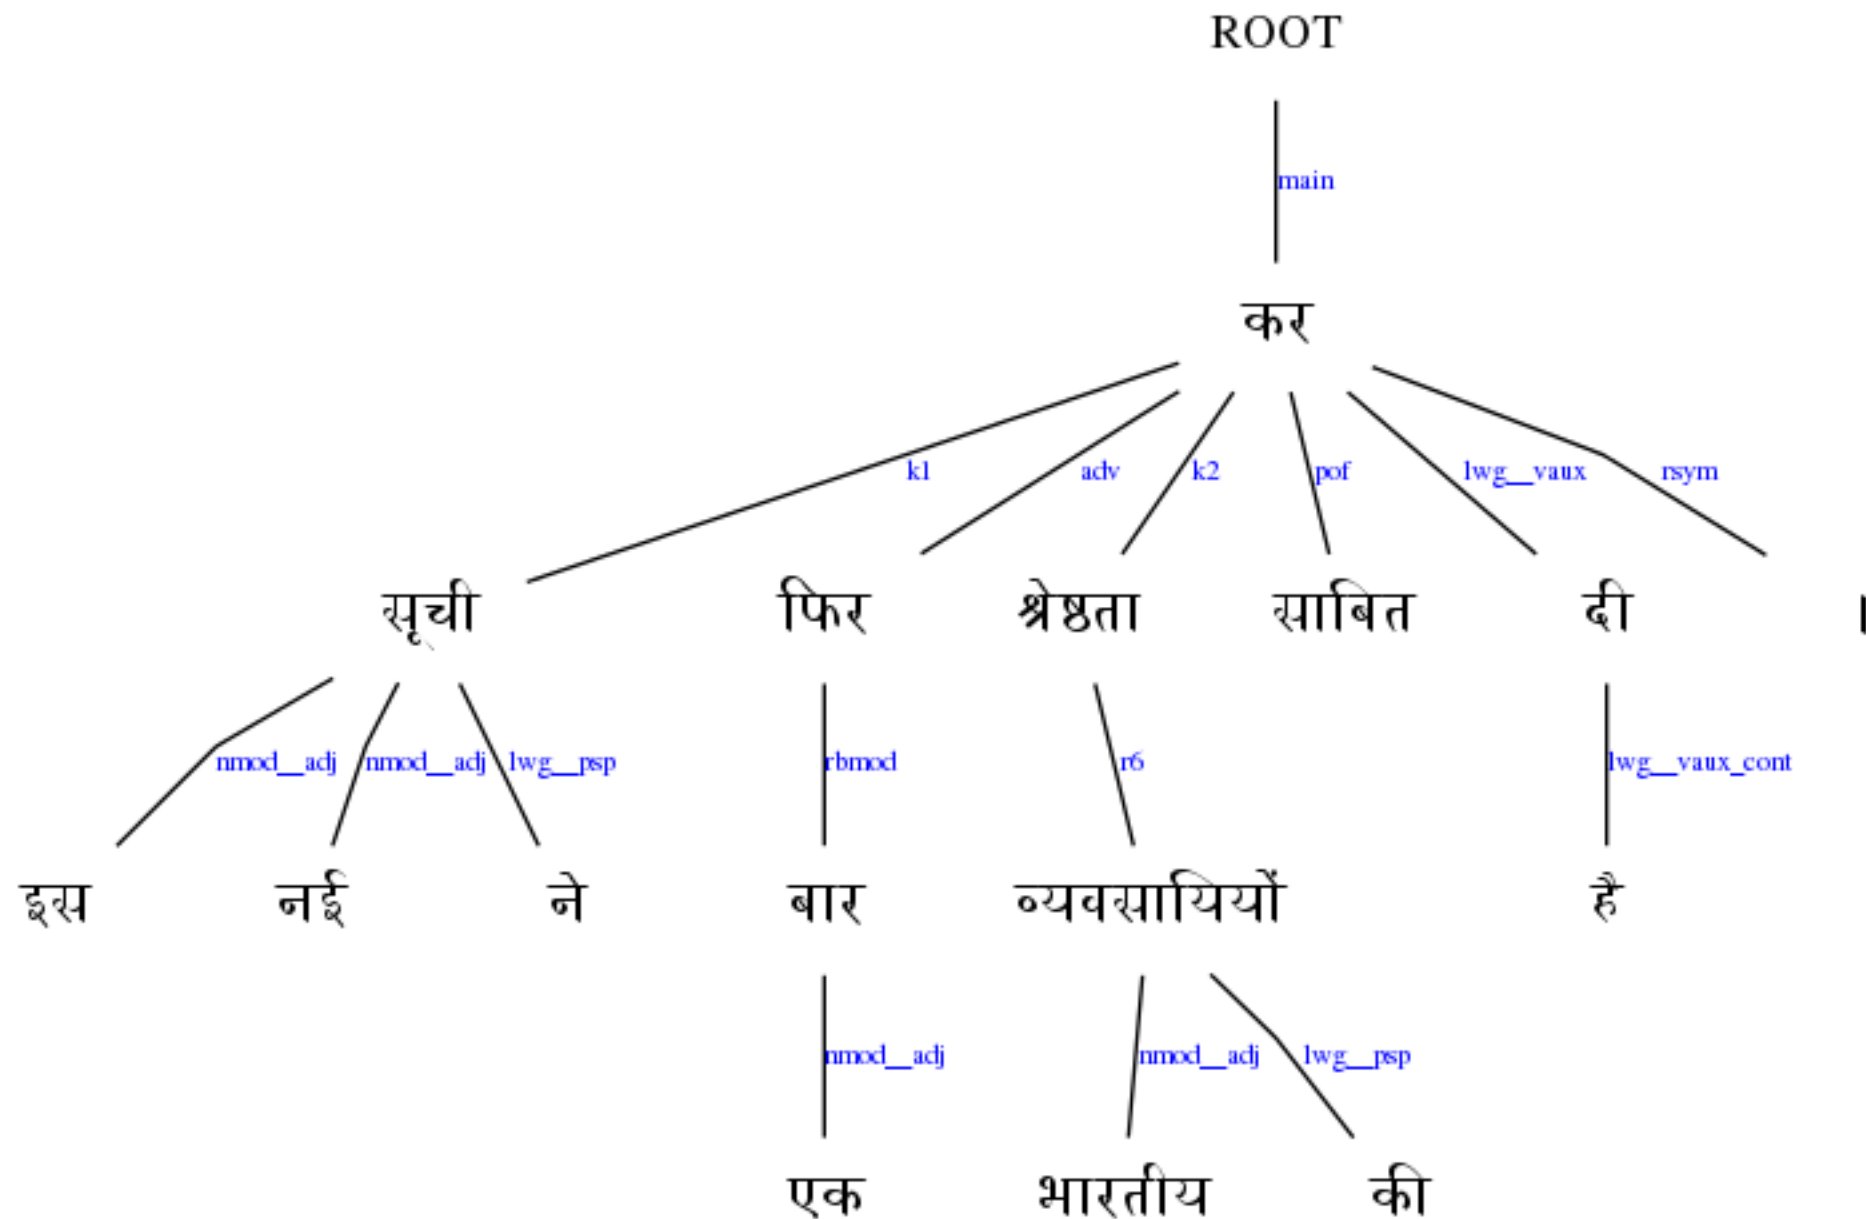 ROOT
main
कर
k1 adv k2 pof lwg__vaux rsym
सूची फिर श्रेष्ठता साबित दी ।
nmod__adj nmod__adj lwg__psp rbmod r6 lwg__vaux_cont
इस नई ने बार व्यवसायियों है
nmod__adj nmod__adj lwg__psp
एक भारतीय की